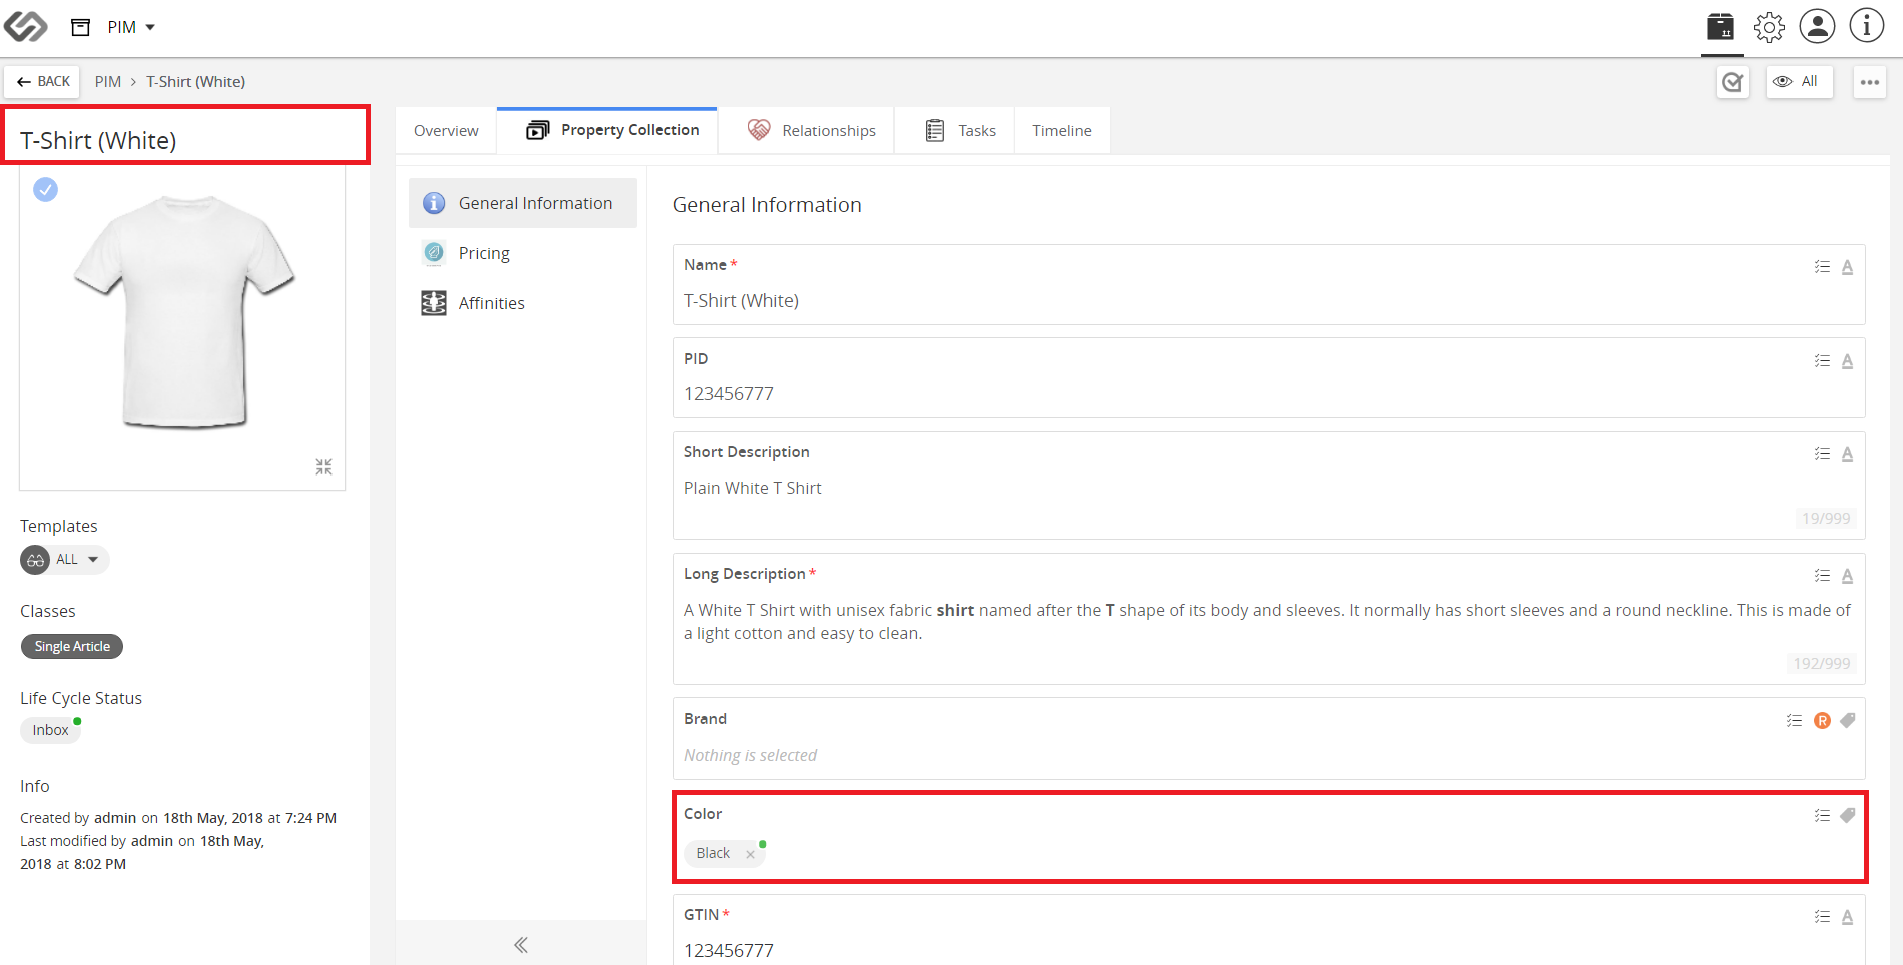 PIM
BACK
PIM > T-Shirt (White)
All
T-Shirt (White)
Overview
Property Collection
Relationships
Tasks
Timeline
General Information
Pricing
Affinities
General Information
Name *
T-Shirt (White)
PID
123456777
Short Description
Plain White T Shirt
19/999
Long Description *
A White T Shirt with unisex fabric shirt named after the T shape of its body and sleeves. It normally has short sleeves and a round neckline. This is made of
a light cotton and easy to clean.
192/999
Brand
R
Nothing is selected
Color
Black ×
GTIN *
123456777
Templates
ALL
Classes
Single Article
Life Cycle Status
Inbox
Info
Created by admin on 18th May, 2018 at 7:24 PM
Last modified by admin on 18th May,
2018 at 8:02 PM